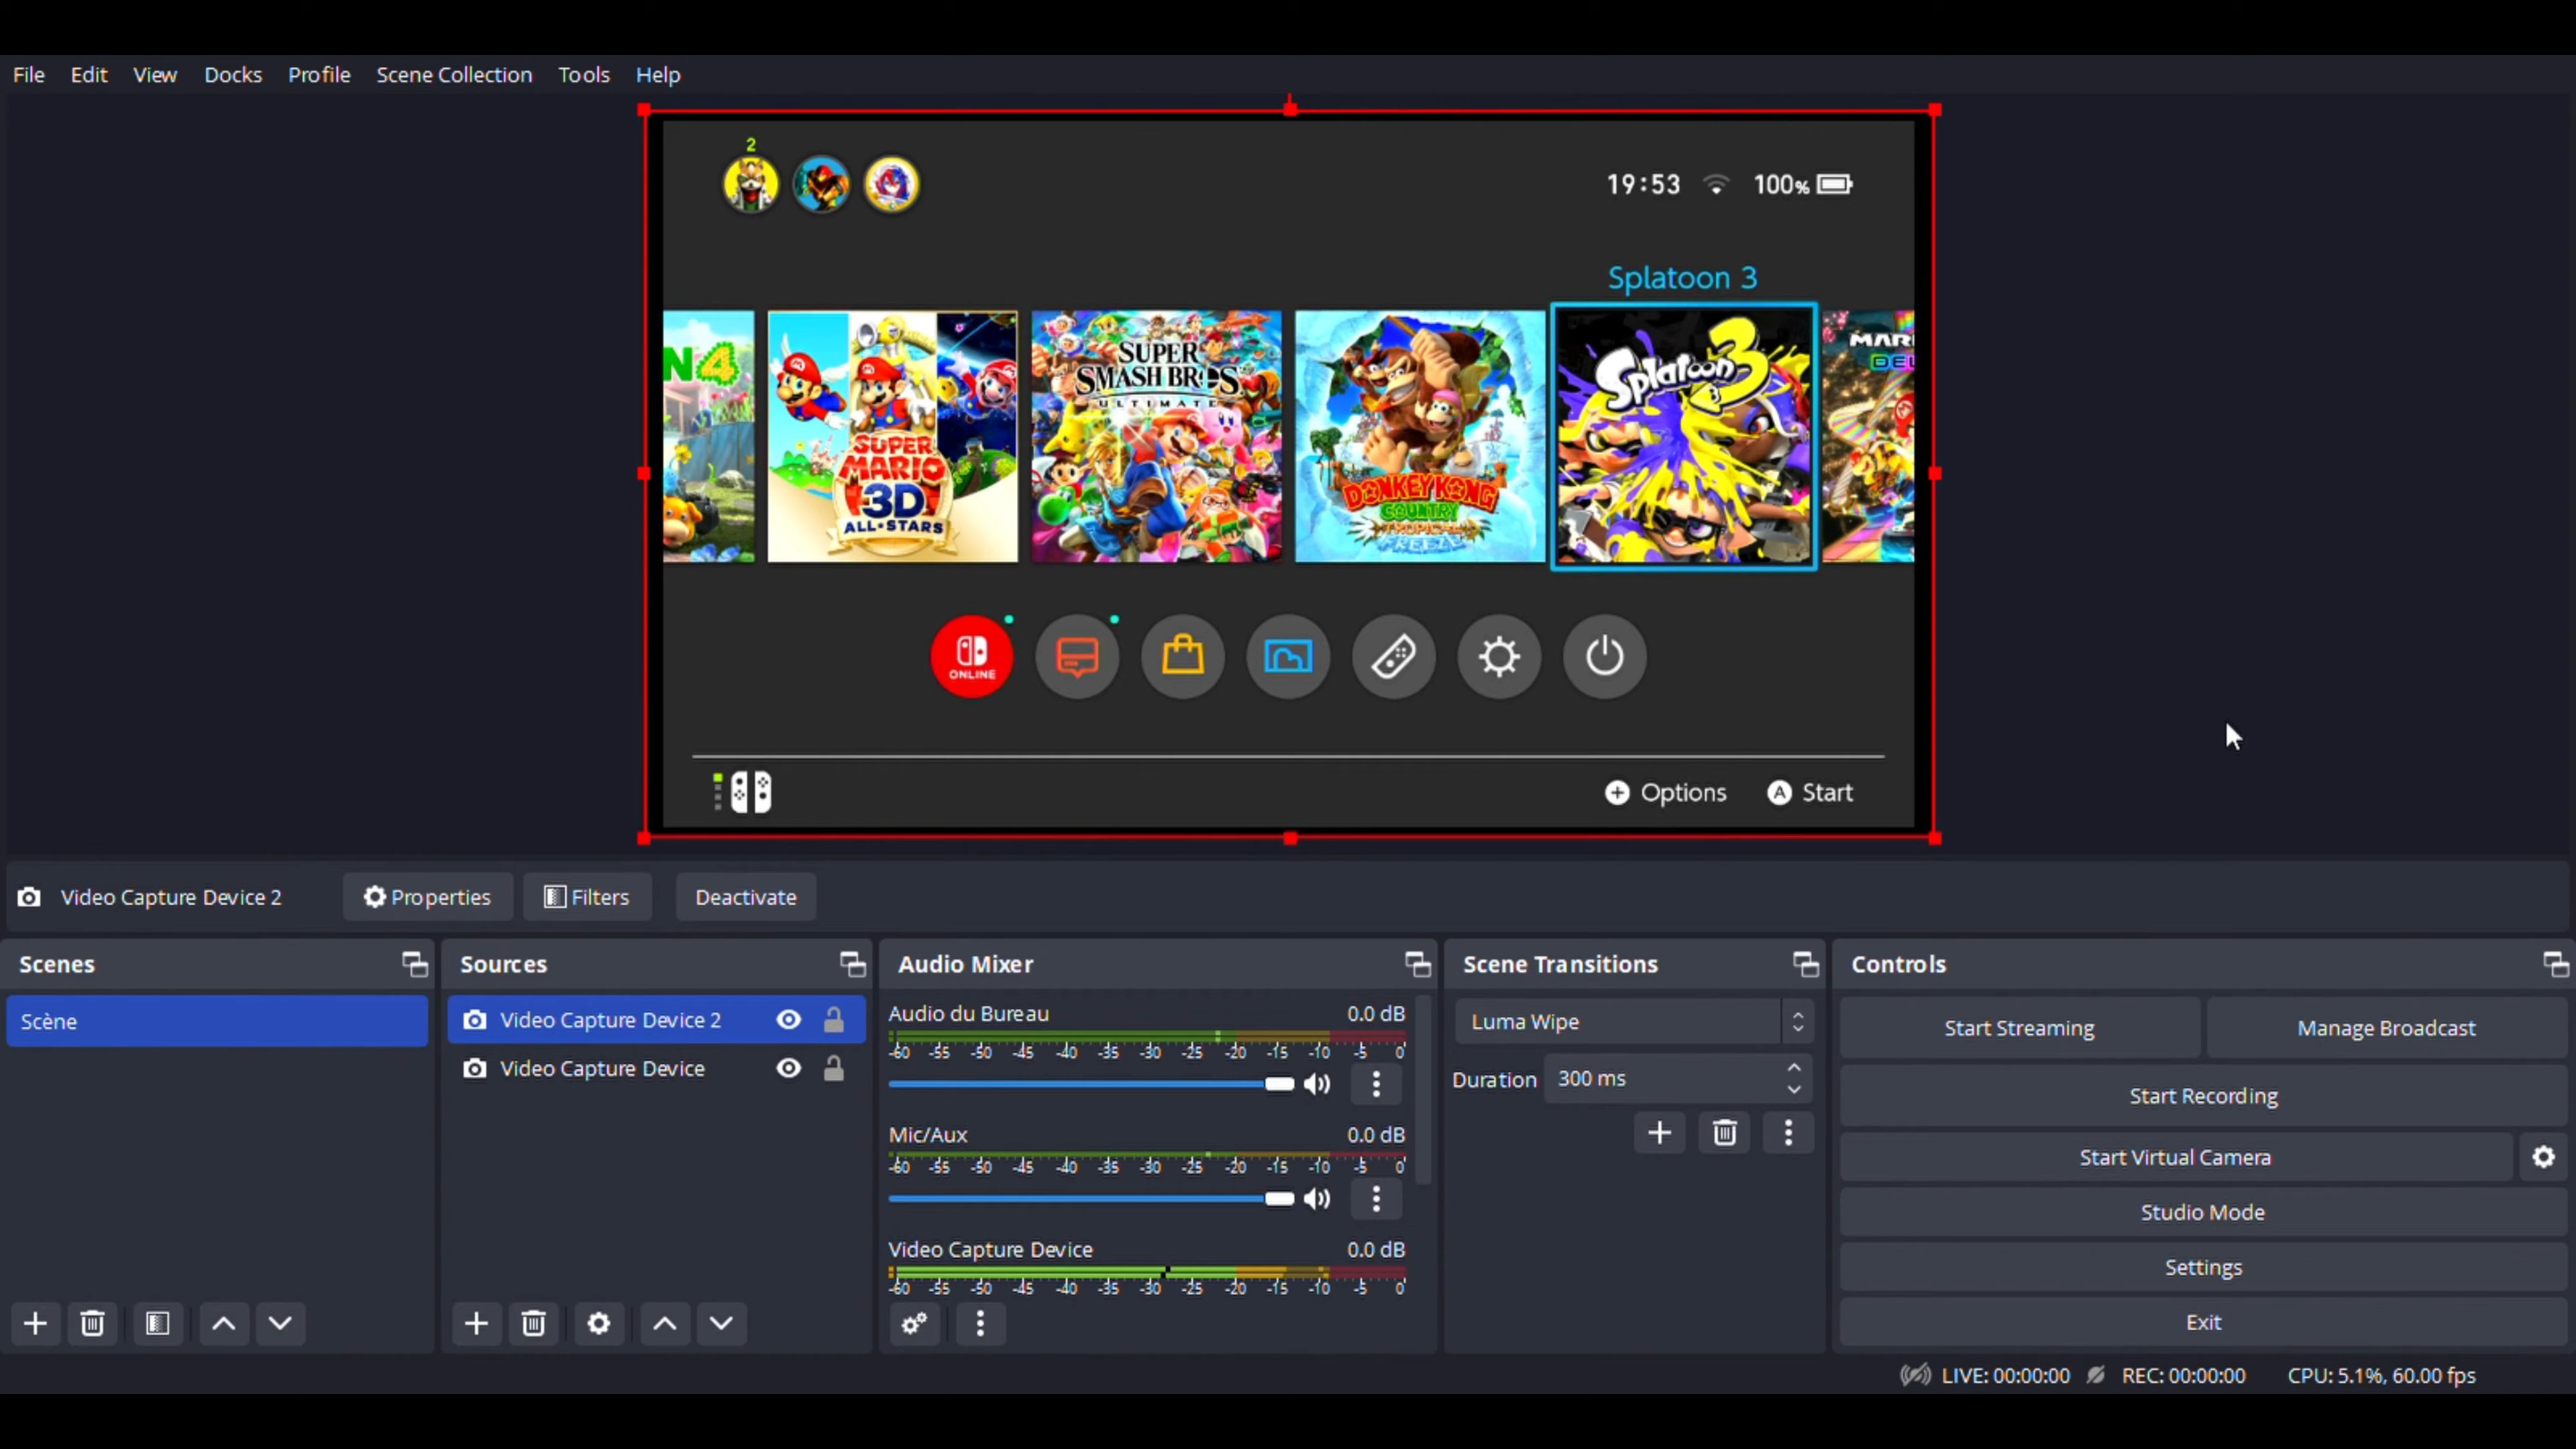 File Edit View Docks Profile Scene Collection Tools Help
2
19:53 100%
Splatoon 3
N4
SUPER
MARIO
3D
ALL★STARS
SUPER
SMASH BROS.
ULTIMATE
DONKEY KONG
COUNTRY
TROPICAL
FREEZE
Splatoon 3
MAR
DEL
ONLINE
+ Options A Start
Video Capture Device 2 Properties Filters Deactivate
Scenes
Scène
Sources
Video Capture Device 2
Video Capture Device
Audio Mixer
Audio du Bureau 0.0 dB
-60 -55 -50 -45 -40 -35 -30 -25 -20 -15 -10 -5 0
Mic/Aux 0.0 dB
-60 -55 -50 -45 -40 -35 -30 -25 -20 -15 -10 -5 0
Video Capture Device 0.0 dB
-60 -55 -50 -45 -40 -35 -30 -25 -20 -15 -10 -5 0
Scene Transitions
Luma Wipe
Duration 300 ms
Controls
Start Streaming Manage Broadcast
Start Recording
Start Virtual Camera
Studio Mode
Settings
Exit
LIVE: 00:00:00 REC: 00:00:00 CPU: 5.1%, 60.00 fps